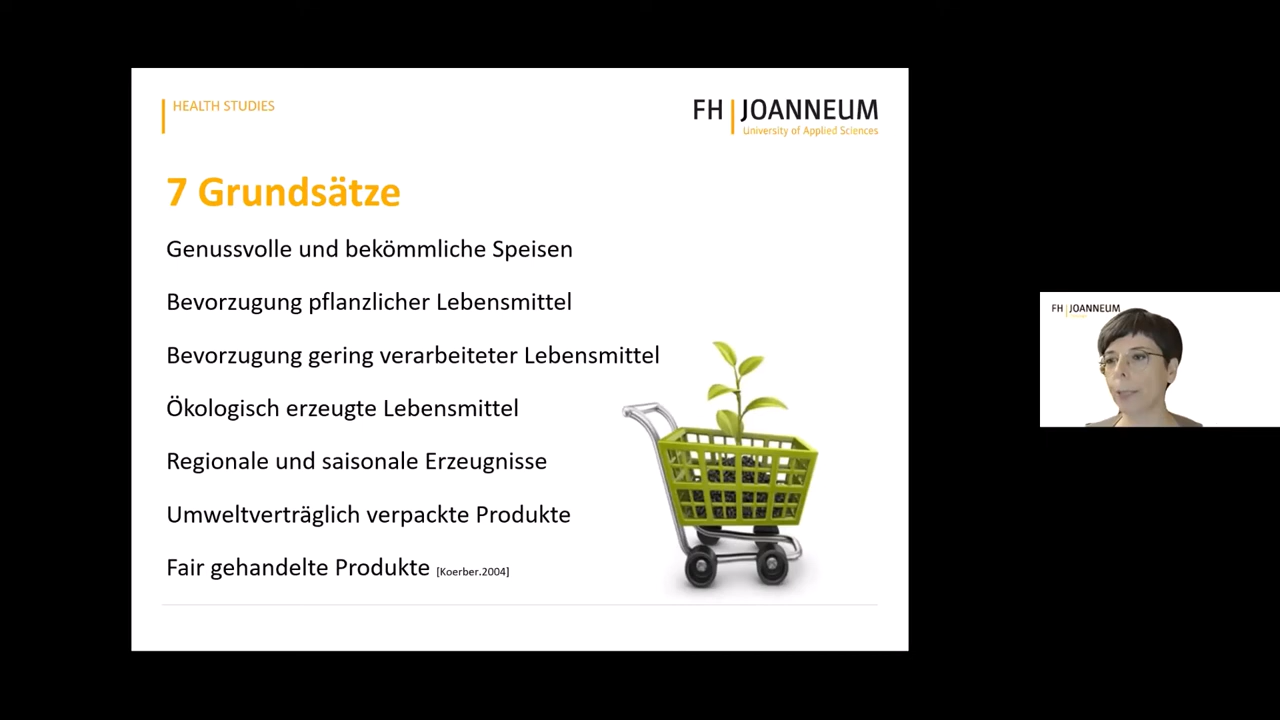 HEALTH STUDIES
FH | JOANNEUM
University of Applied Sciences
7 Grundsätze
Genussvolle und bekömmliche Speisen
Bevorzugung pflanzlicher Lebensmittel
Bevorzugung gering verarbeiteter Lebensmittel
Ökologisch erzeugte Lebensmittel
Regionale und saisonale Erzeugnisse
Umweltverträglich verpackte Produkte
Fair gehandelte Produkte [Koerber.2004]
FH | JOANNEUM